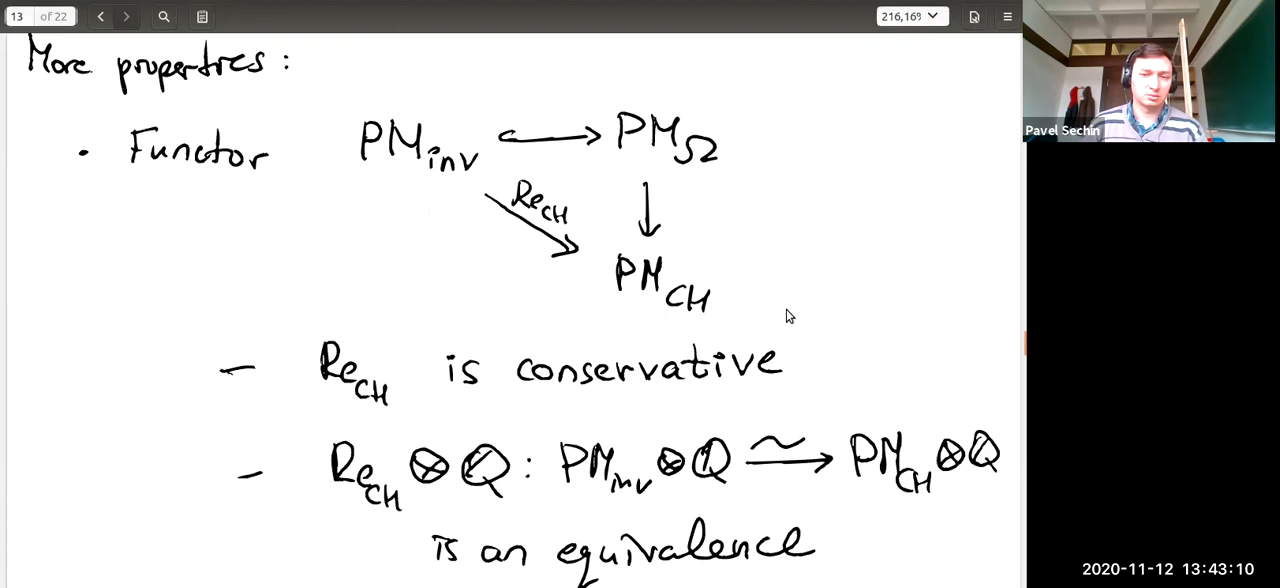 13 of 22
216,16%
More properties:
· Functor PM_inv ↪ PM_Ω
Re_CH ↓
PM_CH
– Re_CH is conservative
– Re_CH ⊗ Q : PM_inv ⊗ Q ⥲ PM_CH ⊗ Q
is an equivalence
Pavel Sechin
2020-11-12 13:43:10